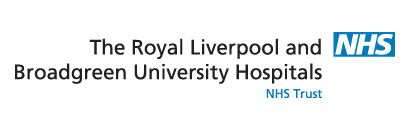 The Royal Liverpool and NHS
Broadgreen University Hospitals
NHS Trust